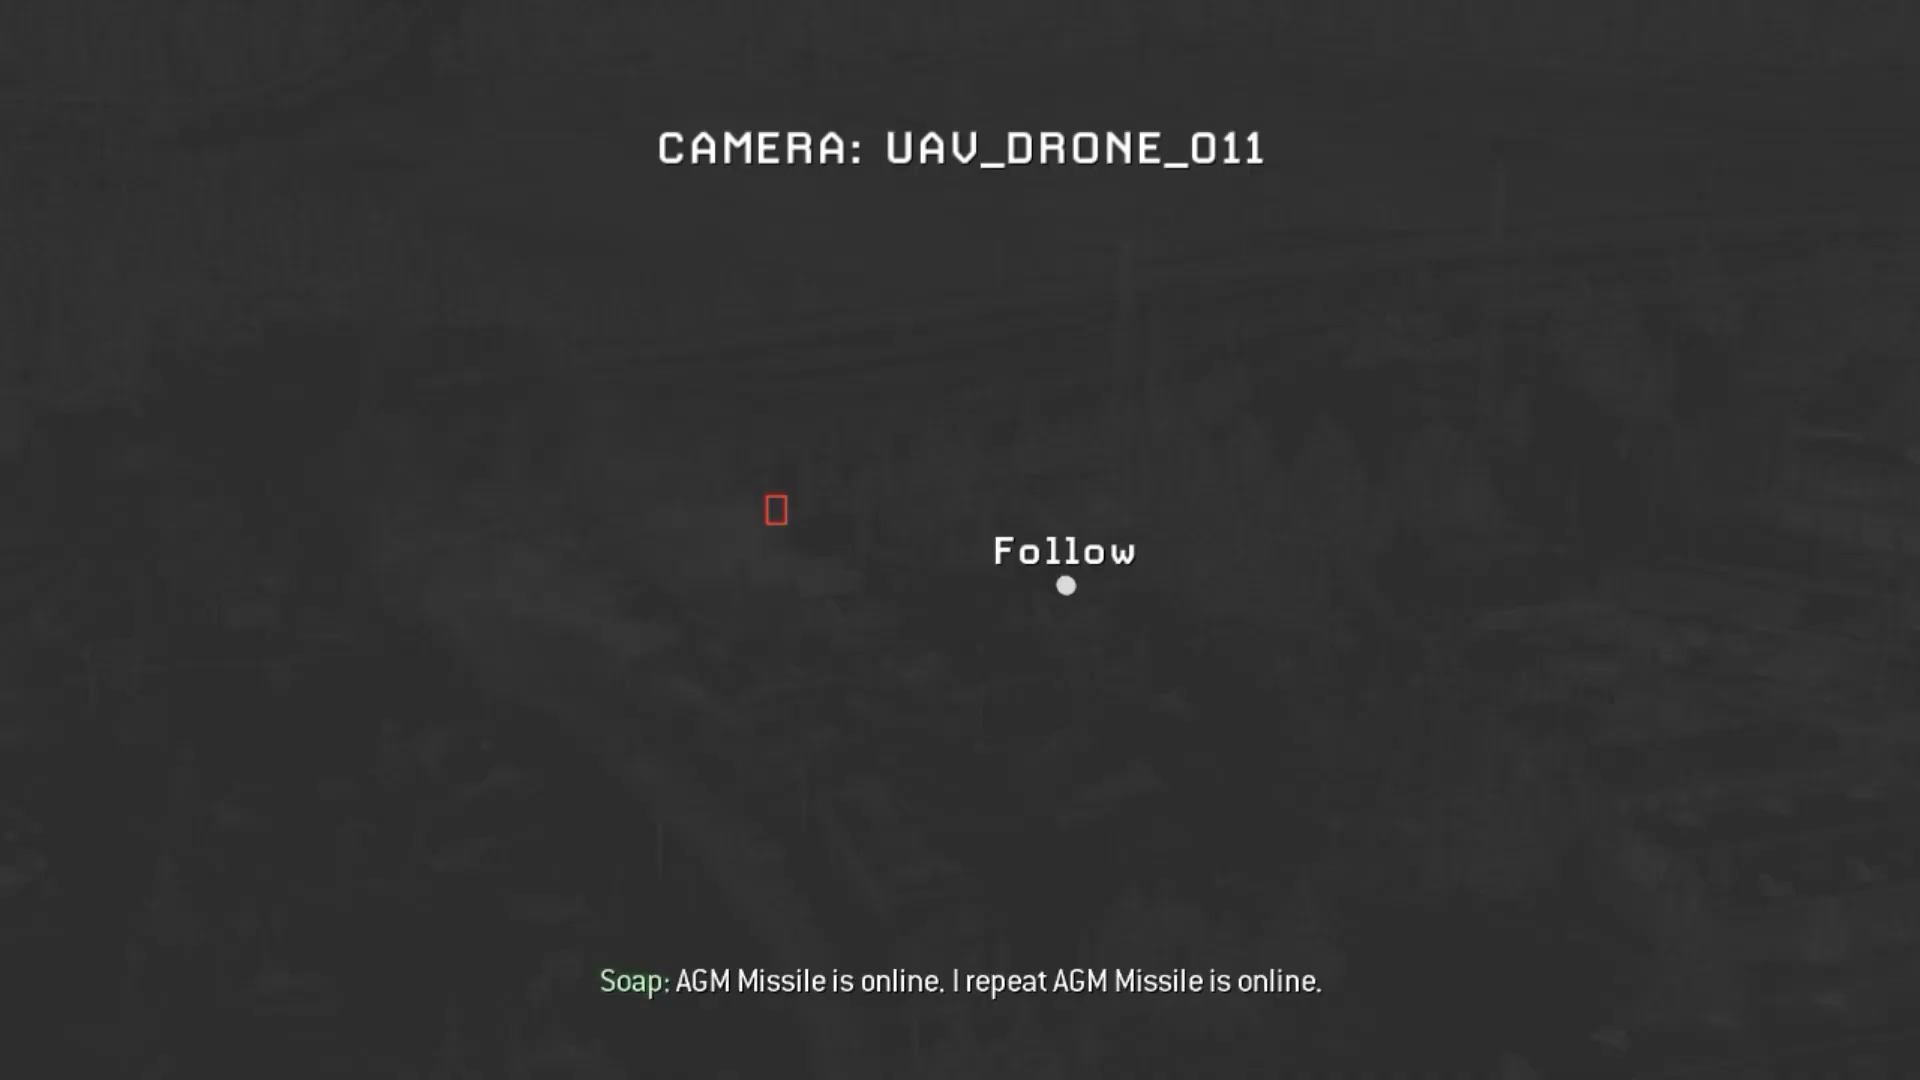 CAMERA: UAV_DRONE_011
Follow
Soap: AGM Missile is online. I repeat AGM Missile is online.